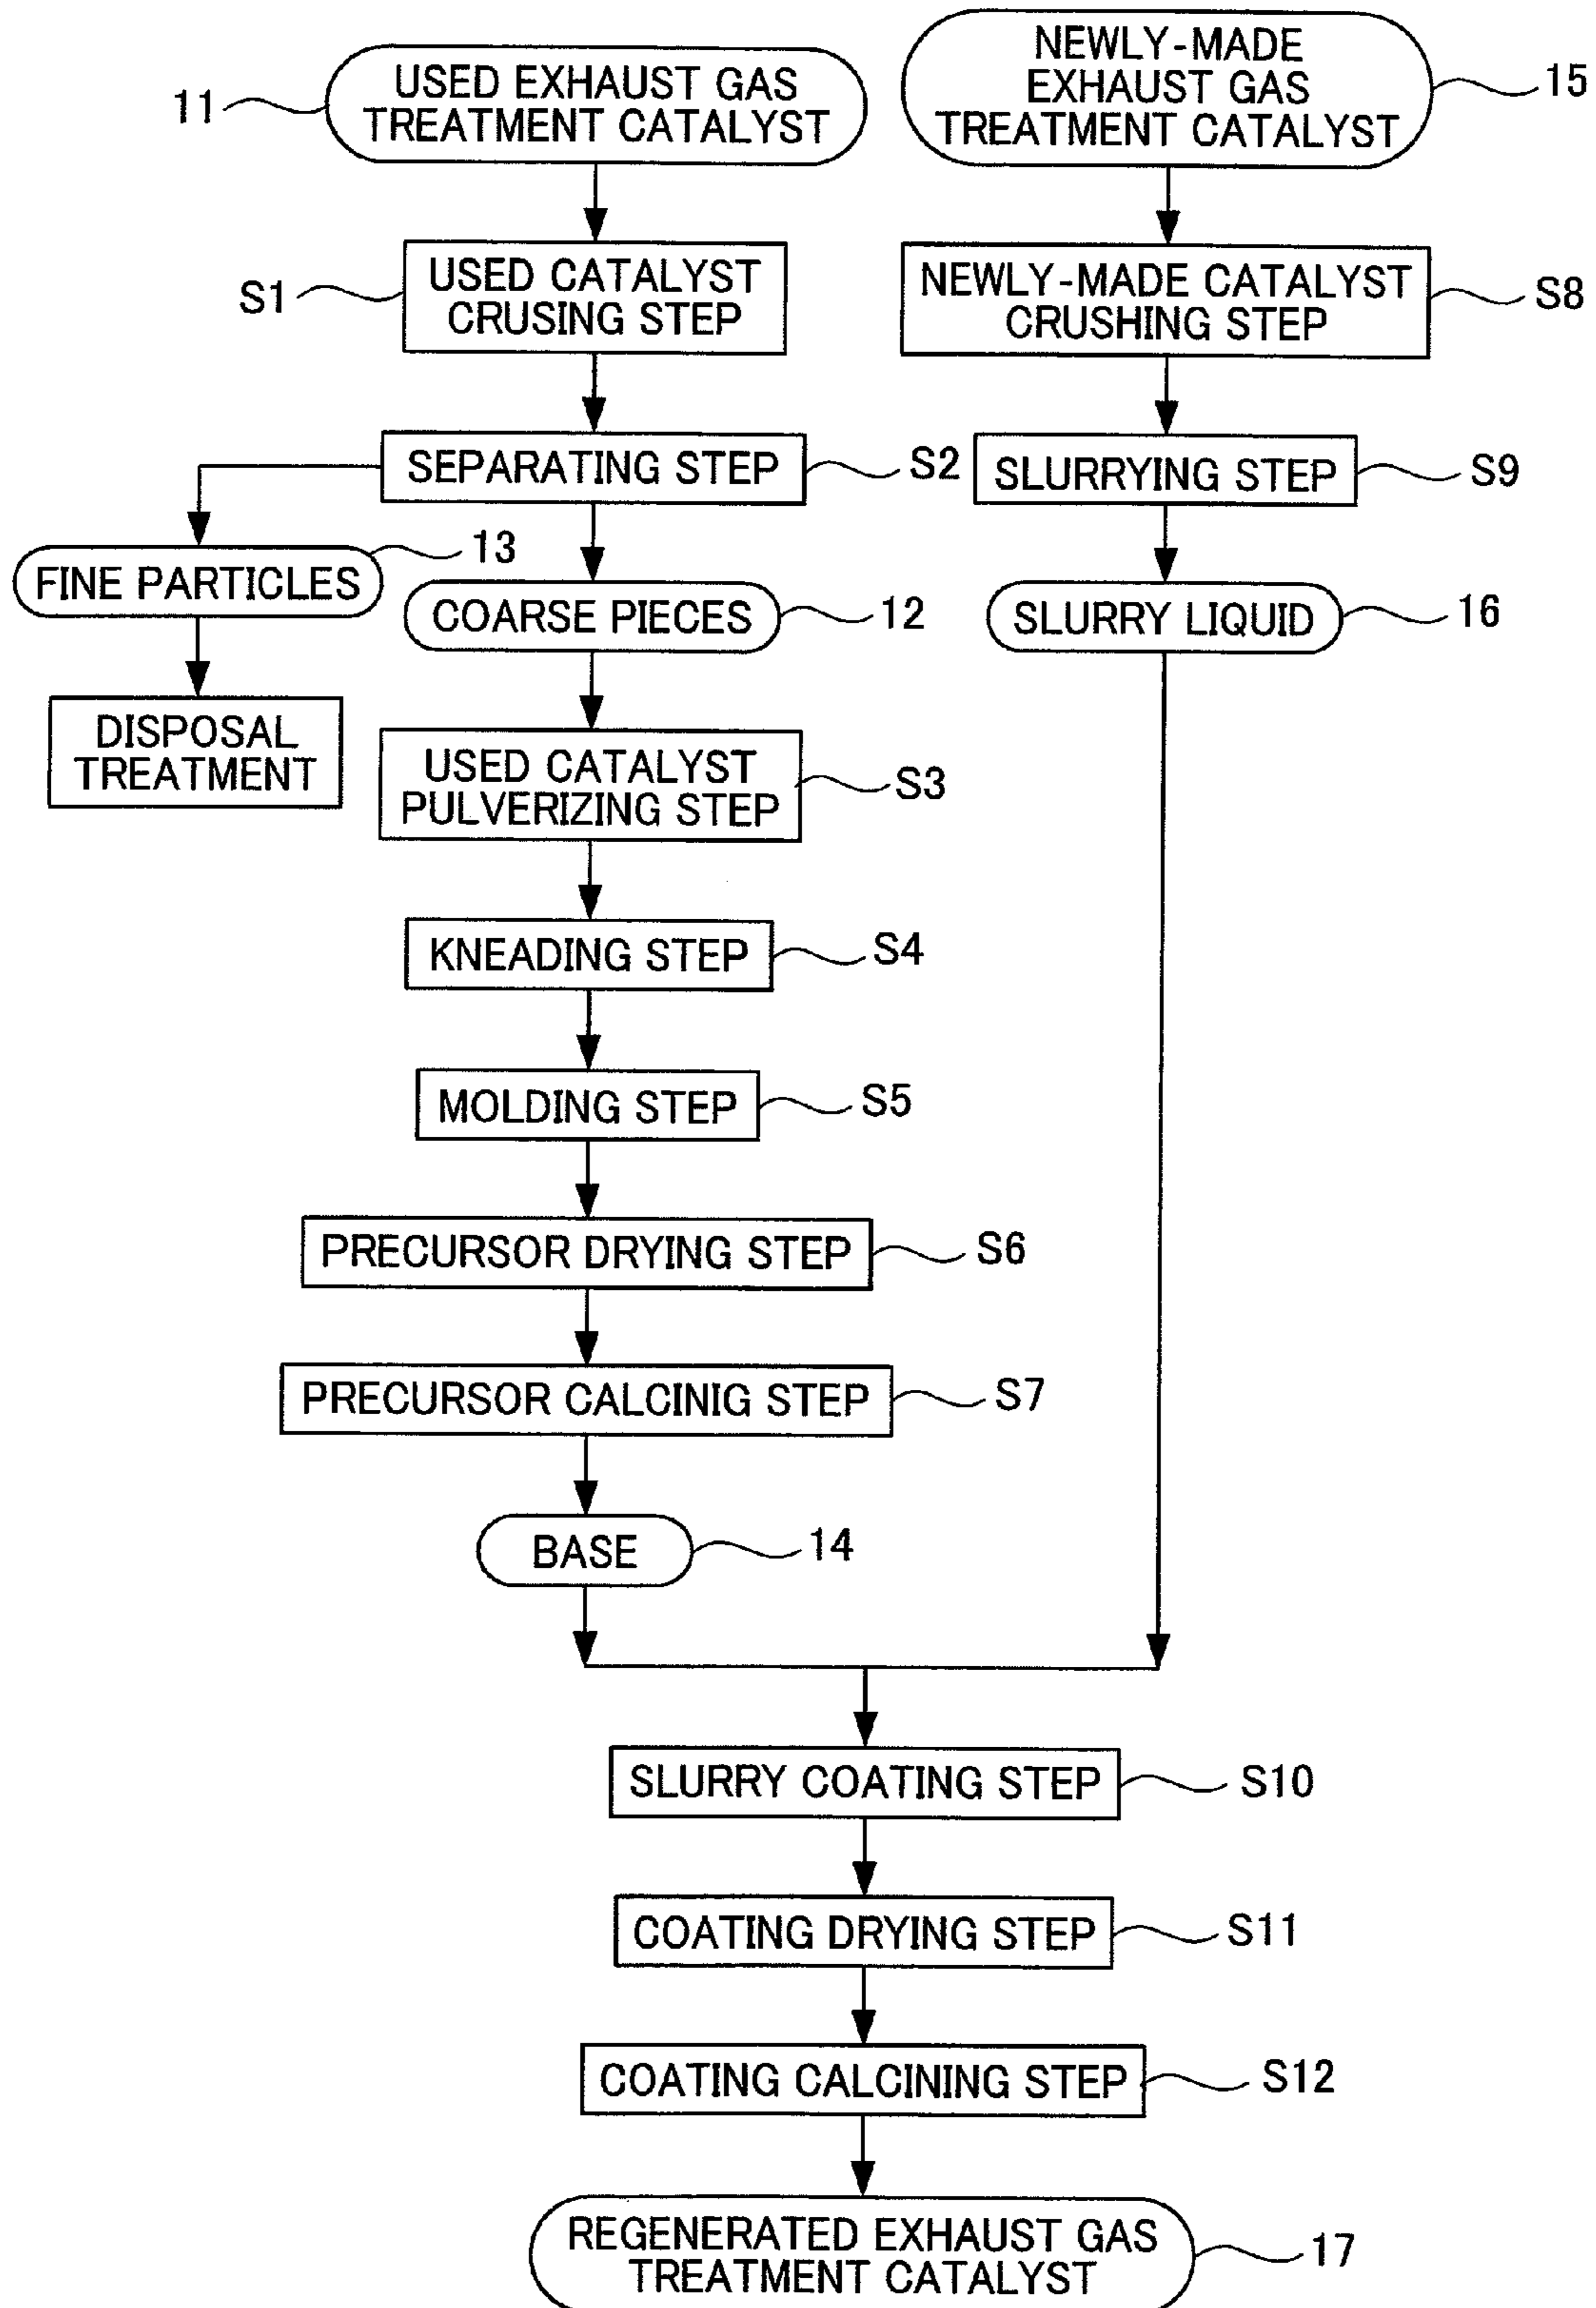 11
USED EXHAUST GAS
TREATMENT CATALYST
NEWLY-MADE
EXHAUST GAS
TREATMENT CATALYST
15
S1
USED CATALYST
CRUSING STEP
NEWLY-MADE CATALYST
CRUSHING STEP
S8
SEPARATING STEP
S2
SLURRYING STEP
S9
FINE PARTICLES
13
COARSE PIECES
12
SLURRY LIQUID
16
DISPOSAL
TREATMENT
USED CATALYST
PULVERIZING STEP
S3
KNEADING STEP
S4
MOLDING STEP
S5
PRECURSOR DRYING STEP
S6
PRECURSOR CALCINIG STEP
S7
BASE
14
SLURRY COATING STEP
S10
COATING DRYING STEP
S11
COATING CALCINING STEP
S12
REGENERATED EXHAUST GAS
TREATMENT CATALYST
17